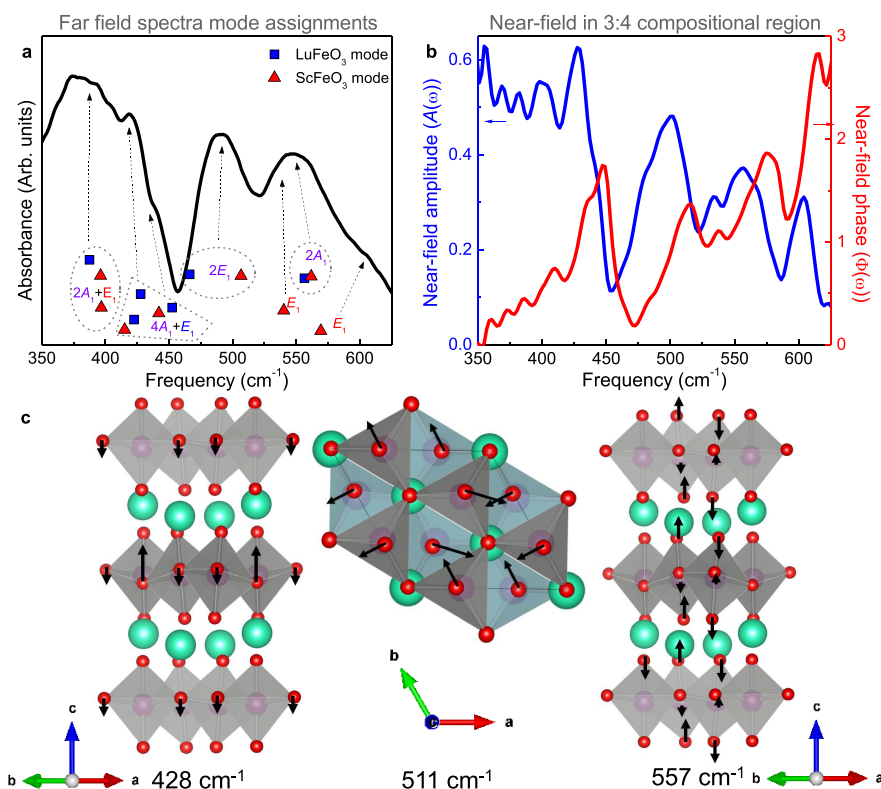 Far field spectra mode assignments
a
LuFeO3 mode
ScFeO3 mode
Absorbance (Arb. units)
2A1+E1
4A1+E1
2E1
E1
2A1
E1
350 400 450 500 550 600
Frequency (cm-1)
Near-field in 3:4 compositional region
b
Near-field amplitude (A(ω))
0.6
0.4
0.2
0.0
3
2
1
0
Near-field phase (Φ(ω))
350 400 450 500 550 600
Frequency (cm-1)
c
c
b
a
428 cm-1
b
a
511 cm-1
557 cm-1
c
b
a